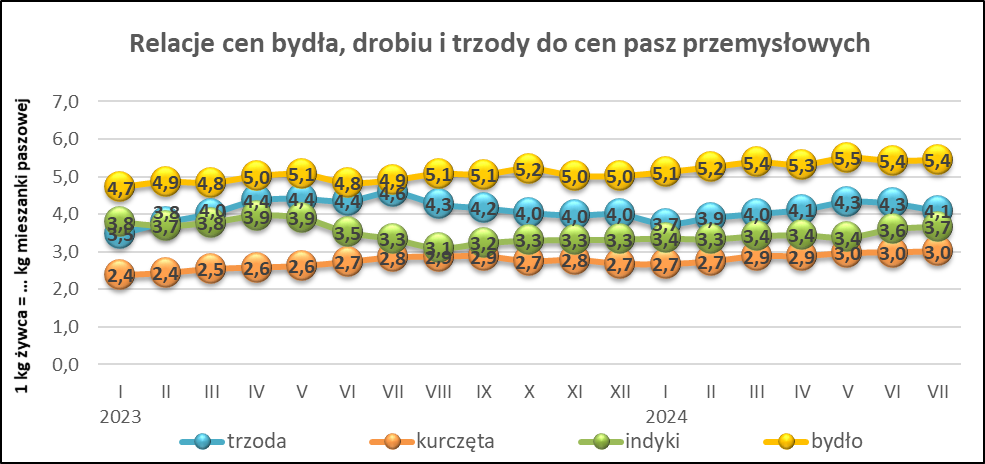 Relacje cen bydła, drobiu i trzody do cen pasz przemysłowych
1 kg żywca = ... kg mieszanki paszowej
7,0
6,0
5,0
4,0
3,0
2,0
1,0
0,0
4,7 4,9 4,8 5,0 5,1 4,8 4,9 5,1 5,1 5,2 5,0 5,0 5,1 5,2 5,4 5,3 5,5 5,4 5,4
3,5 3,8 4,0 4,4 4,4 4,4 4,6 4,3 4,2 4,0 4,0 4,0 3,7 3,9 4,0 4,1 4,3 4,3 4,1
3,8 3,7 3,8 3,9 3,9 3,5 3,3 3,1 3,2 3,3 3,3 3,3 3,4 3,3 3,4 3,4 3,4 3,6 3,7
2,4 2,4 2,5 2,6 2,6 2,7 2,8 2,9 2,9 2,7 2,8 2,7 2,7 2,7 2,9 2,9 3,0 3,0 3,0
I II III IV V VI VII VIII IX X XI XII I II III IV V VI VII
2023 2024
trzoda kurczęta indyki bydło